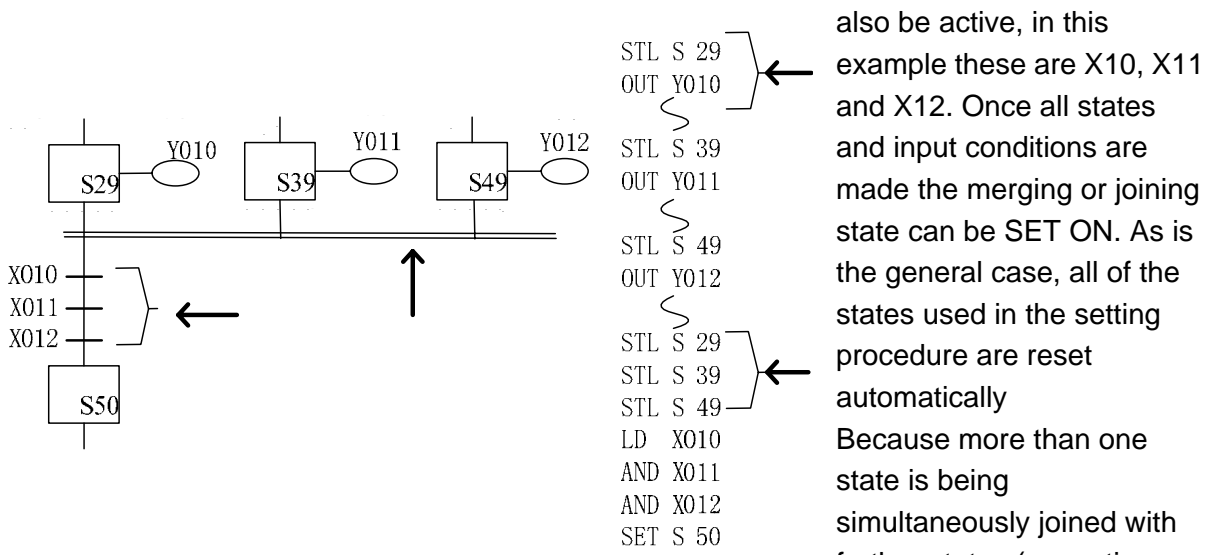 Y010
Y011
Y012
S29
S39
S49
X010
X011
X012
S50
STL S 29
OUT Y010
STL S 39
OUT Y011
STL S 49
OUT Y012
STL S 29
STL S 39
STL S 49
LD X010
AND X011
AND X012
SET S 50
also be active, in this
example these are X10, X11
and X12. Once all states
and input conditions are
made the merging or joining
state can be SET ON. As is
the general case, all of the
states used in the setting
procedure are reset
automatically
Because more than one
state is being
simultaneously joined with